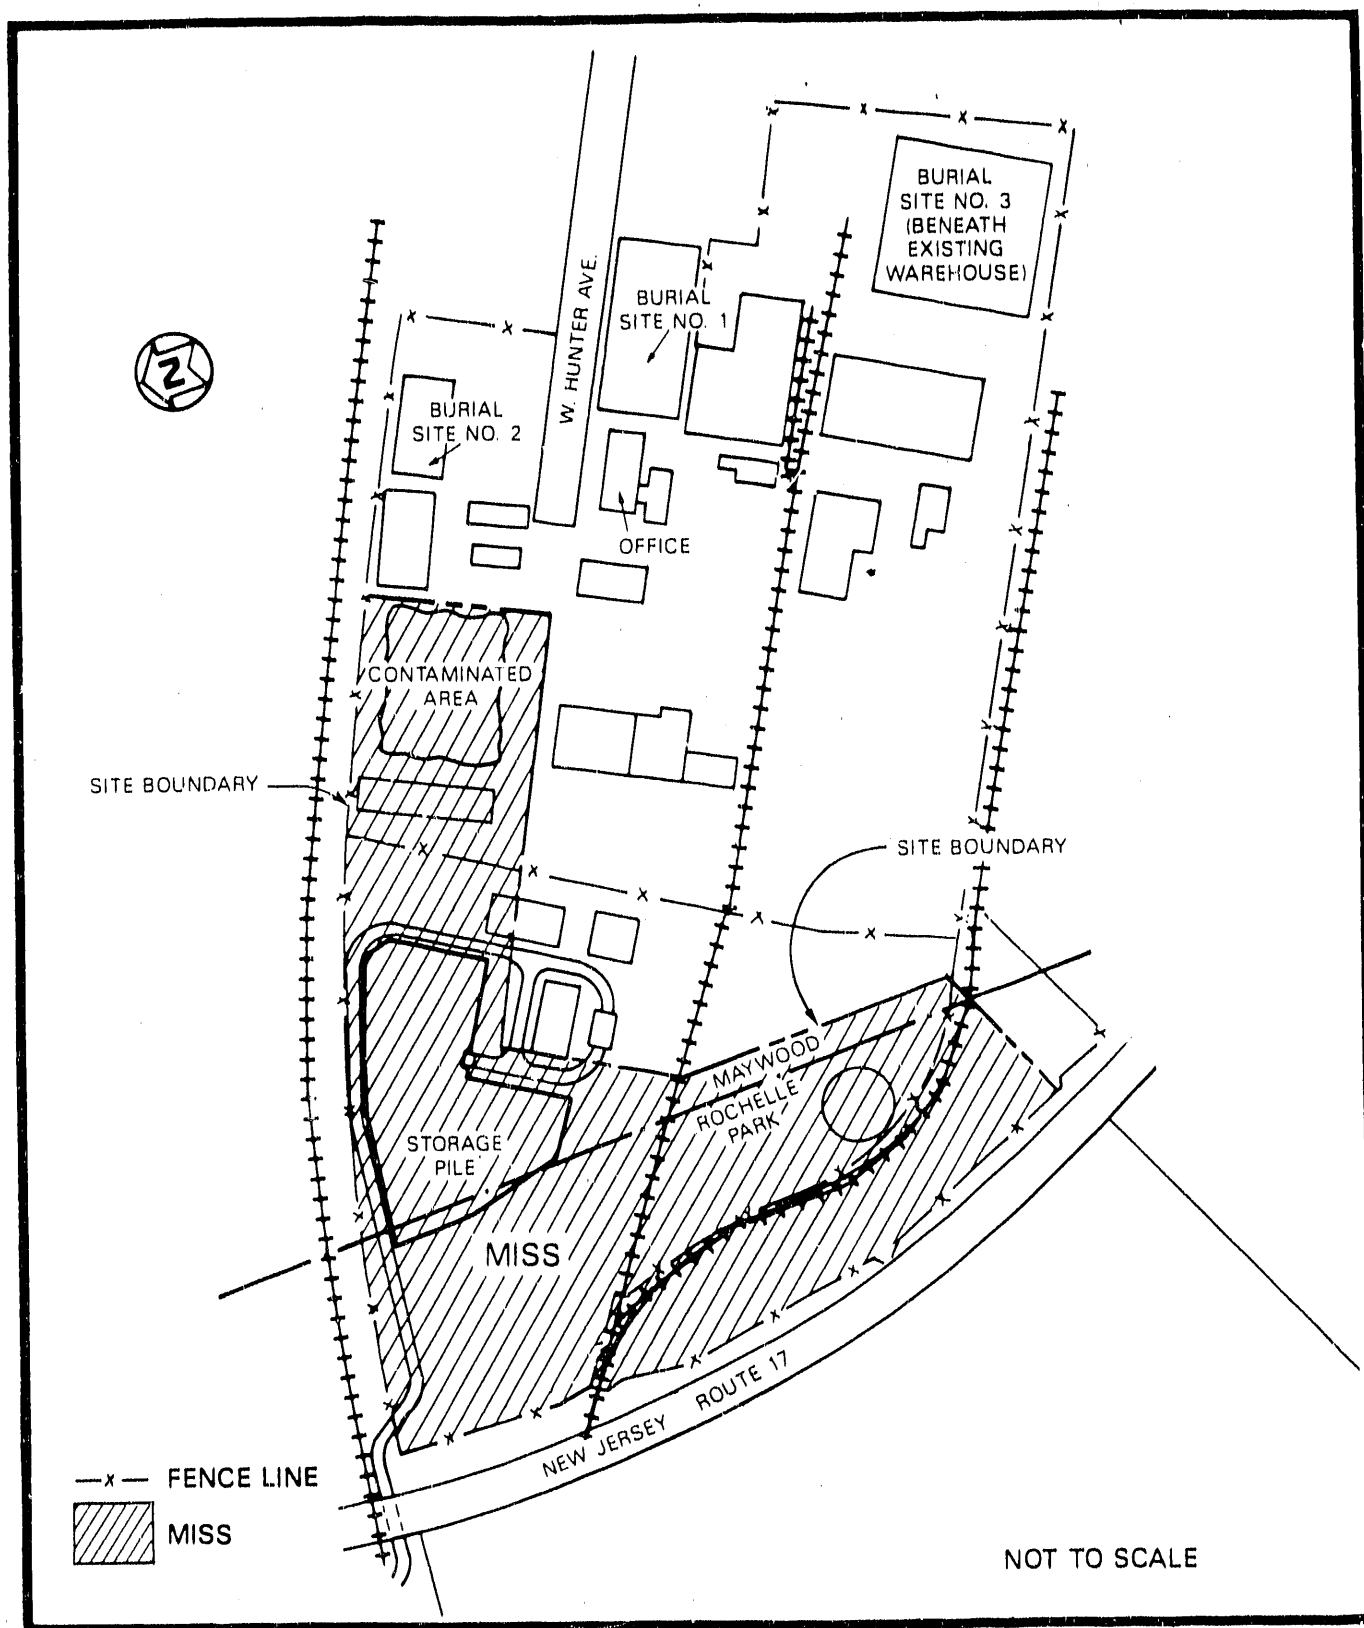 BURIAL
SITE NO. 3
(BENEATH
EXISTING
WAREHOUSE)
W. HUNTER AVE.
BURIAL
SITE NO. 1
N
BURIAL
SITE NO. 2
OFFICE
CONTAMINATED
AREA
SITE BOUNDARY
SITE BOUNDARY
MAYWOOD
ROCHELLE
PARK
STORAGE
PILE
MISS
NEW JERSEY ROUTE 17
—x— FENCE LINE
MISS
NOT TO SCALE